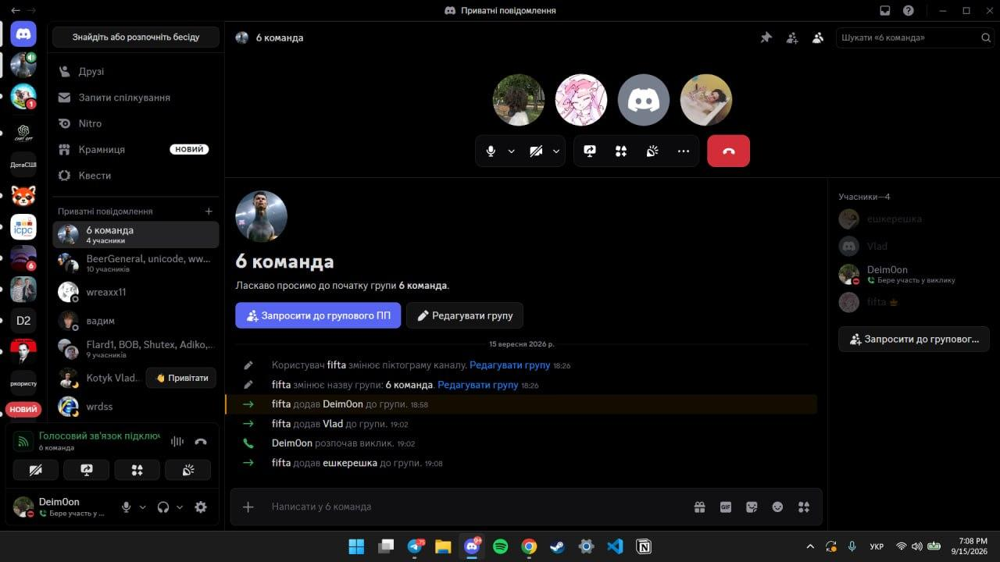 Приватні повідомлення
Знайдіть або розпочніть бесіду
Друзі
Запити спілкування
Nitro
Крамниця НОВИЙ
Квести
Приватні повідомлення
6 команда
4 учасники
BeerGeneral, unicode, ww...
10 учасників
wreaxx11
вадим
Flard1, BOB, Shutex, Adiko,...
9 учасників
Kotyk Vlad.. Привітати
wrdss
1
CHAT GPT
ДотаСШ
icpc
6
D2
ркористу
НОВИЙ
Голосовий зв'язок підключ
6 команда
Deim0on
Бере участь у ...
6 команда
Шукати «6 команда»
6 команда
Ласкаво просимо до початку групи 6 команда.
Запросити до групового ПП
Редагувати групу
15 вересня 2026 р.
Користувач fifta змінює піктограму каналу. Редагувати групу 18:26
fifta змінює назву групи: 6 команда. Редагувати групу 18:26
fifta додав Deim0on до групи. 18:58
fifta додав Vlad до групи. 19:02
Deim0on розпочав виклик. 19:02
fifta додав ешкерешка до групи. 19:08
Написати у 6 команда
GIF
Учасники—4
ешкерешка
Vlad
Deim0on
Бере участь у виклику
fifta
Запросити до груповог...
75
9+
УКР
7:08 PM
9/15/2026